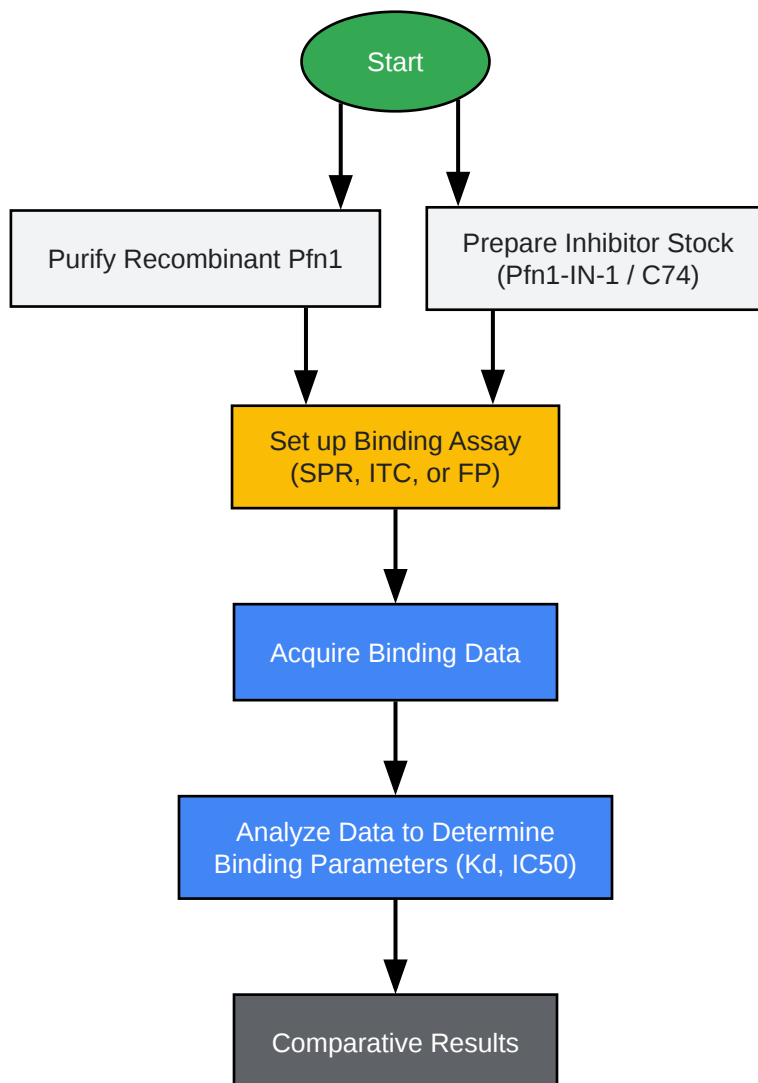 Start
Purify Recombinant Pfn1
Prepare Inhibitor Stock
(Pfn1-IN-1 / C74)
Set up Binding Assay
(SPR, ITC, or FP)
Acquire Binding Data
Analyze Data to Determine
Binding Parameters (Kd, IC50)
Comparative Results